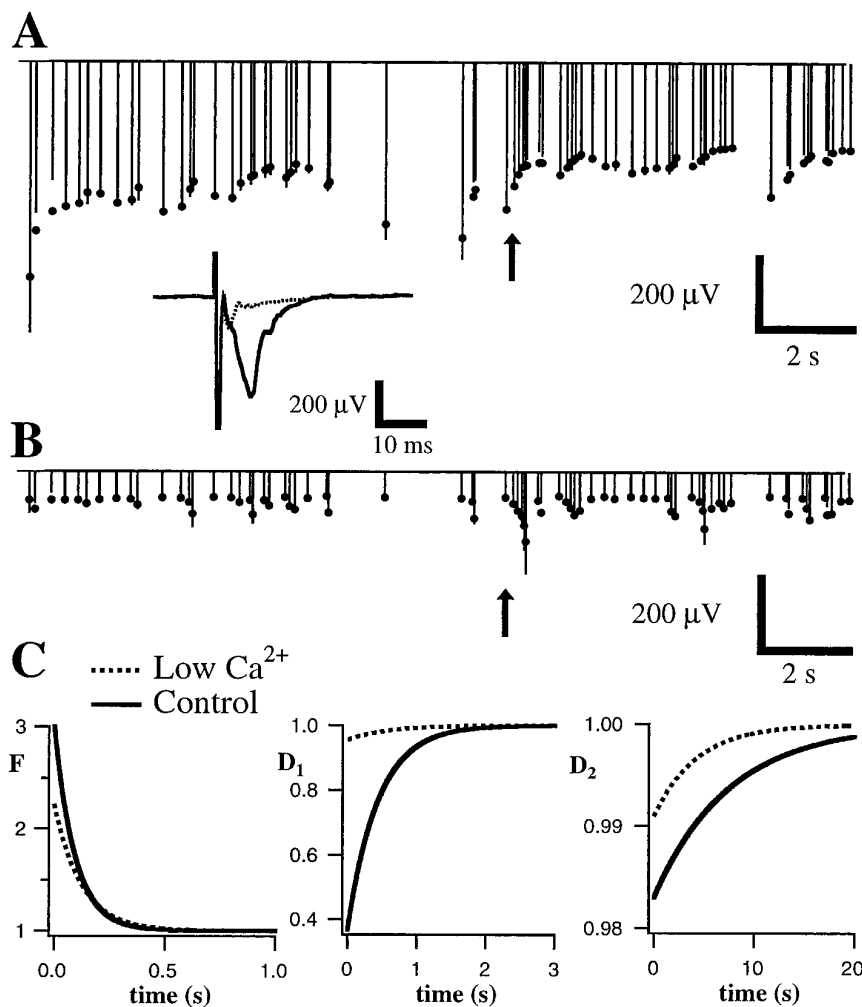 A
200 µV
2 s
200 µV
10 ms
B
200 µV
2 s
C
Low Ca²⁺
Control
3
F
2
1
0.0
0.5
1.0
time (s)
1.0
D₁
0.8
0.6
0.4
0
1
2
3
time (s)
1.00
D₂
0.99
0.98
0
10
20
time (s)